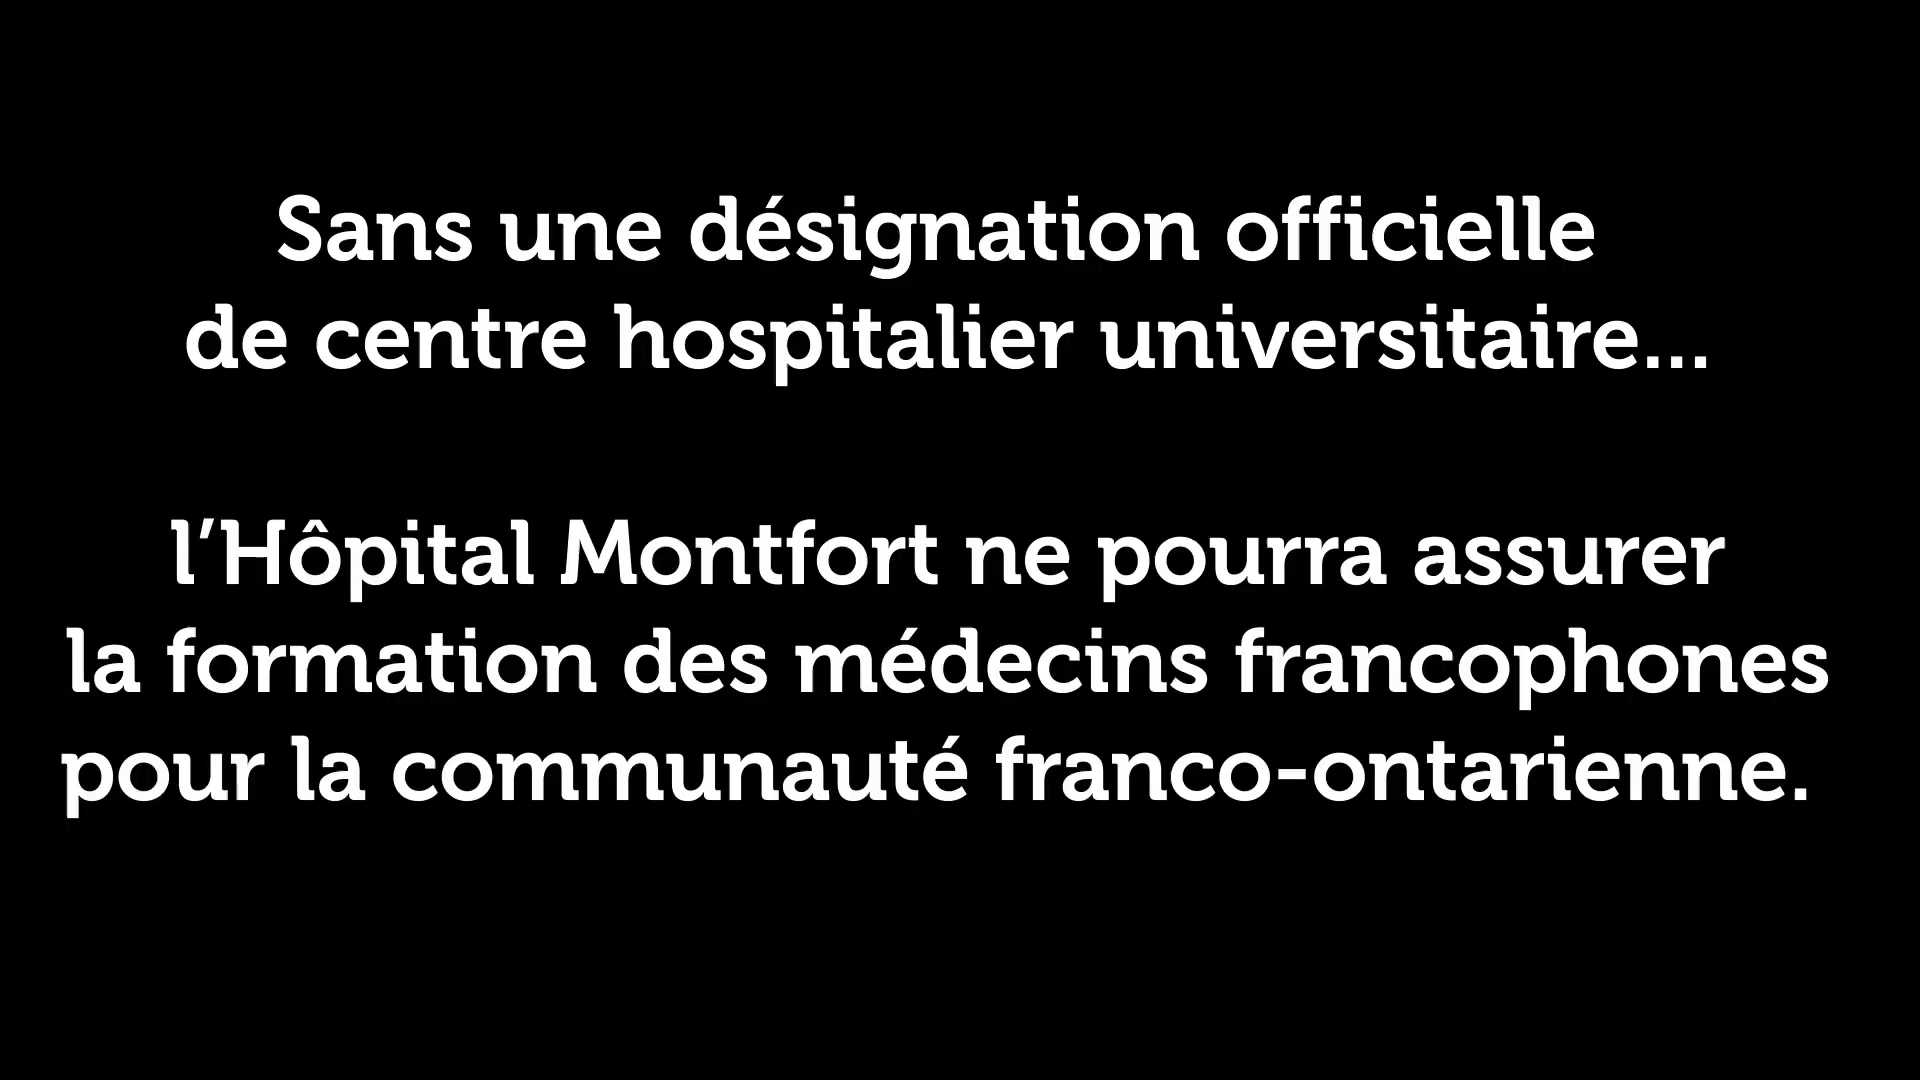 Sans une désignation officielle
de centre hospitalier universitaire...
l’Hôpital Montfort ne pourra assurer
la formation des médecins francophones
pour la communauté franco-ontarienne.